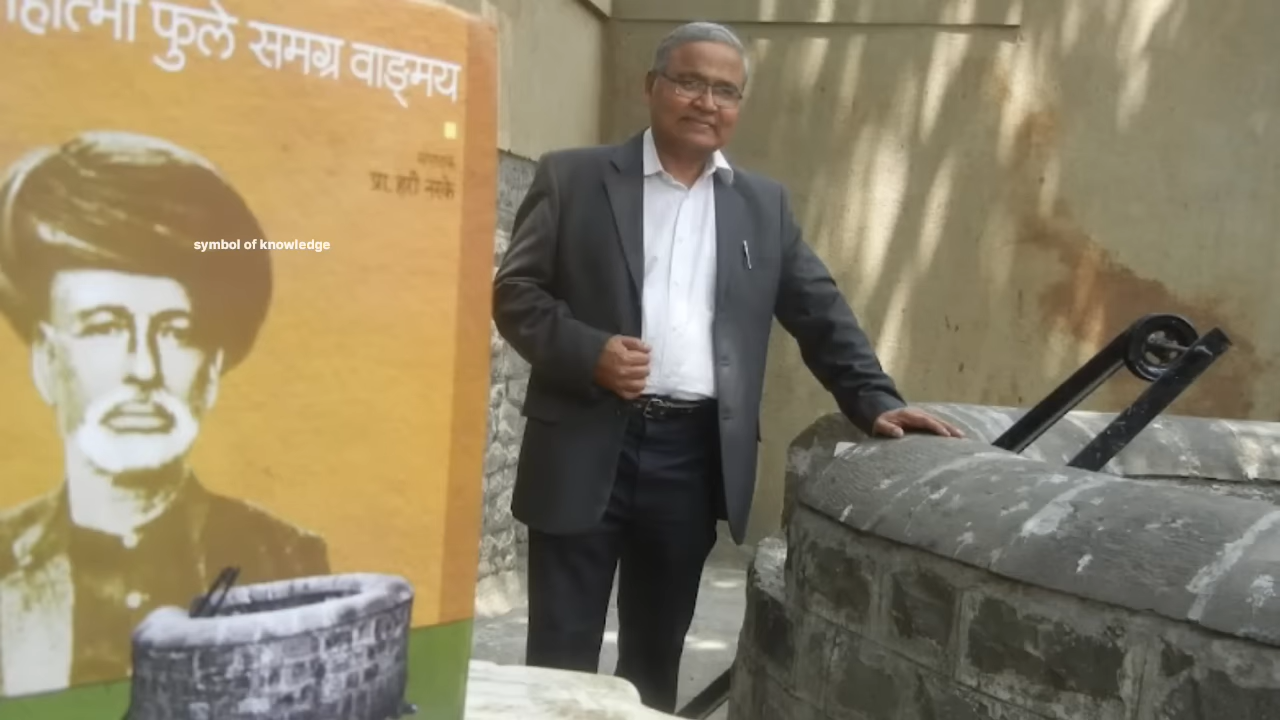 महात्मा फुले समग्र वाङ्मय
प्रा. हरी नरके
symbol of knowledge